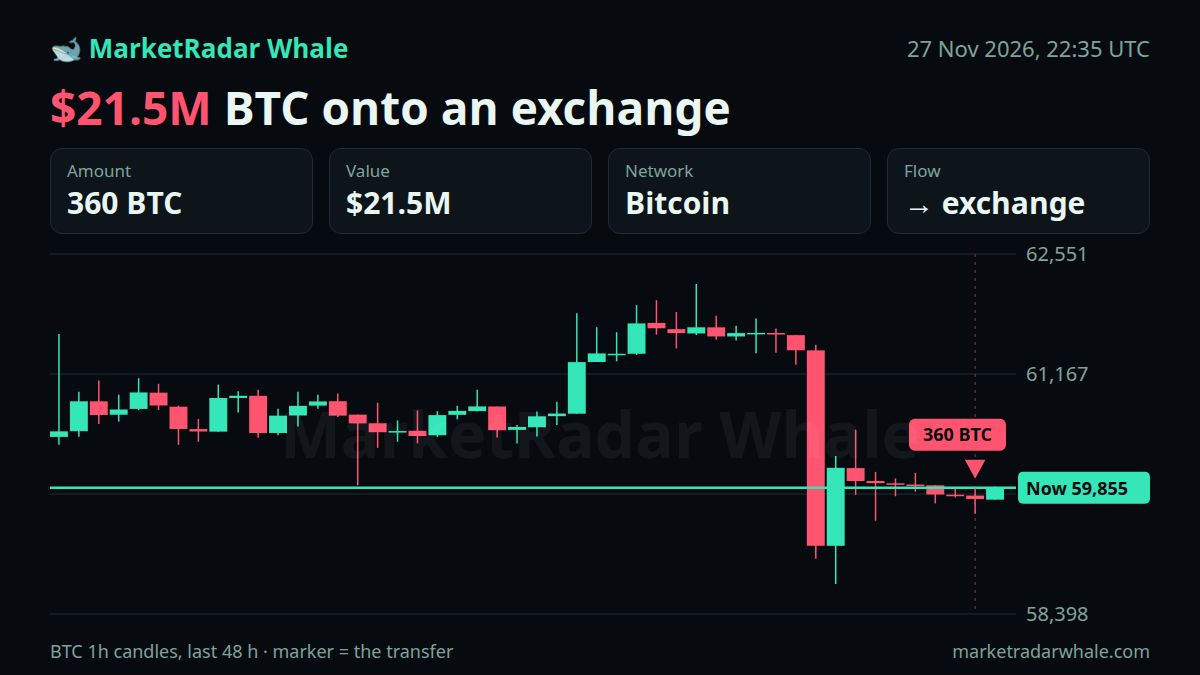 🐋 MarketRadar Whale
27 Nov 2026, 22:35 UTC
$21.5M BTC onto an exchange
Amount
360 BTC
Value
$21.5M
Network
Bitcoin
Flow
→ exchange
62,551
61,167
MarketRadar Whale
360 BTC
Now 59,855
58,398
BTC 1h candles, last 48 h · marker = the transfer
marketradarwhale.com